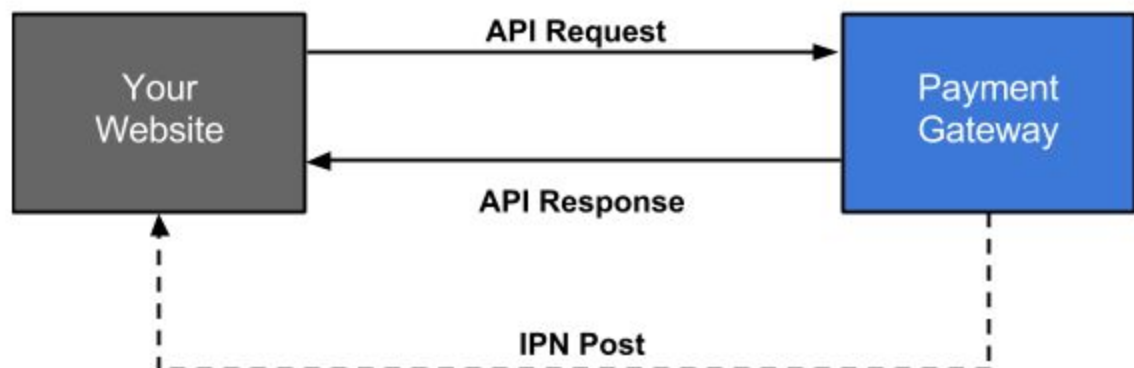 API Request
Your
Website
Payment
Gateway
API Response
IPN Post